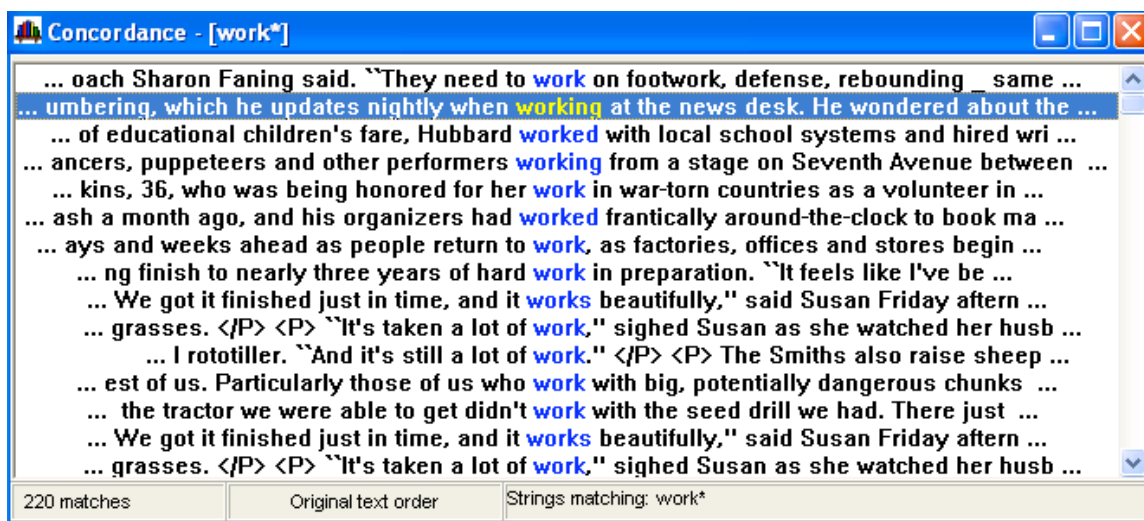 Concordance - [work*]
... oach Sharon Faning said. ``They need to work on footwork, defense, rebounding _ same ...
... umbering, which he updates nightly when working at the news desk. He wondered about the ...
... of educational children's fare, Hubbard worked with local school systems and hired wri ...
... ancers, puppeteers and other performers working from a stage on Seventh Avenue between ...
... kins, 36, who was being honored for her work in war-torn countries as a volunteer in ...
... ash a month ago, and his organizers had worked frantically around-the-clock to book ma ...
... ays and weeks ahead as people return to work, as factories, offices and stores begin ...
... ng finish to nearly three years of hard work in preparation. ``It feels like I've be ...
... We got it finished just in time, and it works beautifully,'' said Susan Friday aftern ...
... grasses. </P> <P> ``It's taken a lot of work,'' sighed Susan as she watched her husb ...
... I rototiller. ``And it's still a lot of work.'' </P> <P> The Smiths also raise sheep ...
... est of us. Particularly those of us who work with big, potentially dangerous chunks ...
... the tractor we were able to get didn't work with the seed drill we had. There just ...
... We got it finished just in time, and it works beautifully,'' said Susan Friday aftern ...
... grasses. </P> <P> ``It's taken a lot of work,'' sighed Susan as she watched her husb ...
220 matches Original text order Strings matching: work*